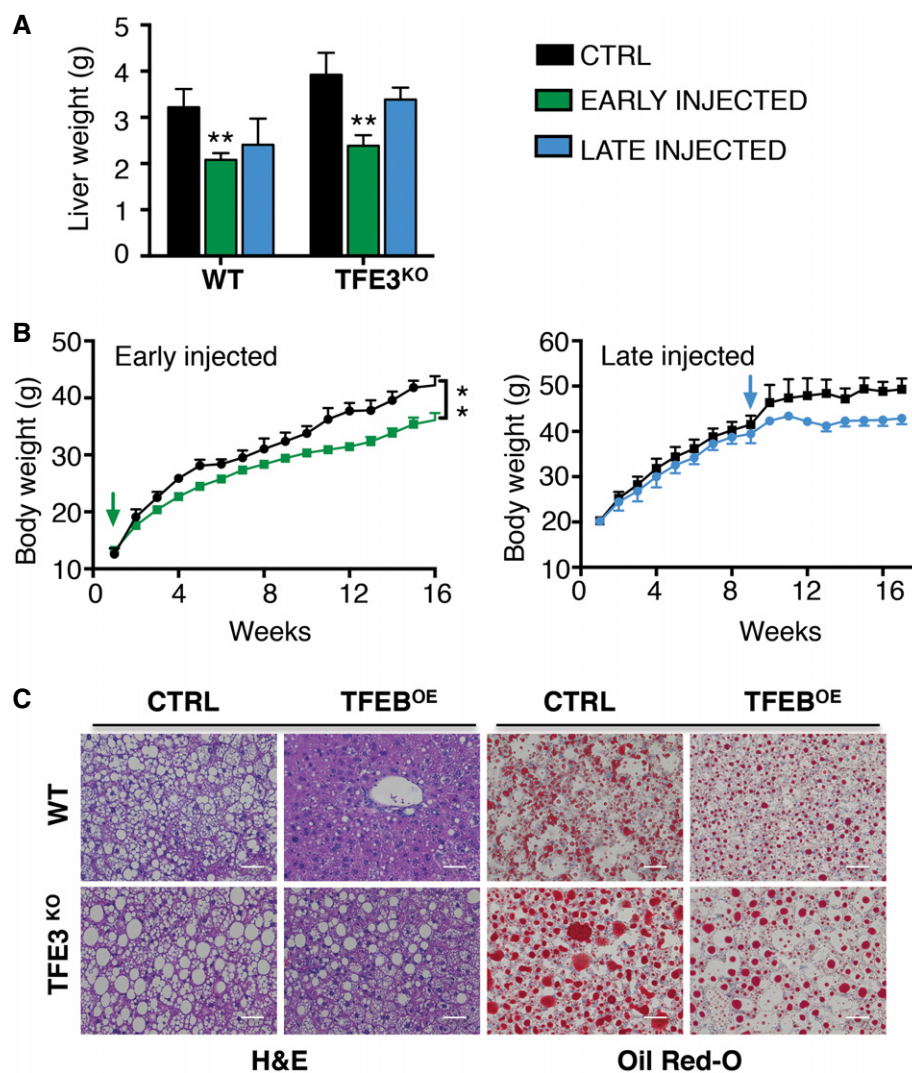 A
Liver weight (g)
5
4
3
2
1
0
**
**
WT
TFE3KO
CTRL
EARLY INJECTED
LATE INJECTED
B
Body weight (g)
50
40
30
20
10
Early injected
**
0 4 8 12 16
Weeks
Body weight (g)
60
50
40
30
20
10
0
Late injected
0 4 8 12 16
Weeks
C
CTRL TFEBOE CTRL TFEBOE
WT
TFE3 KO
H&E Oil Red-O